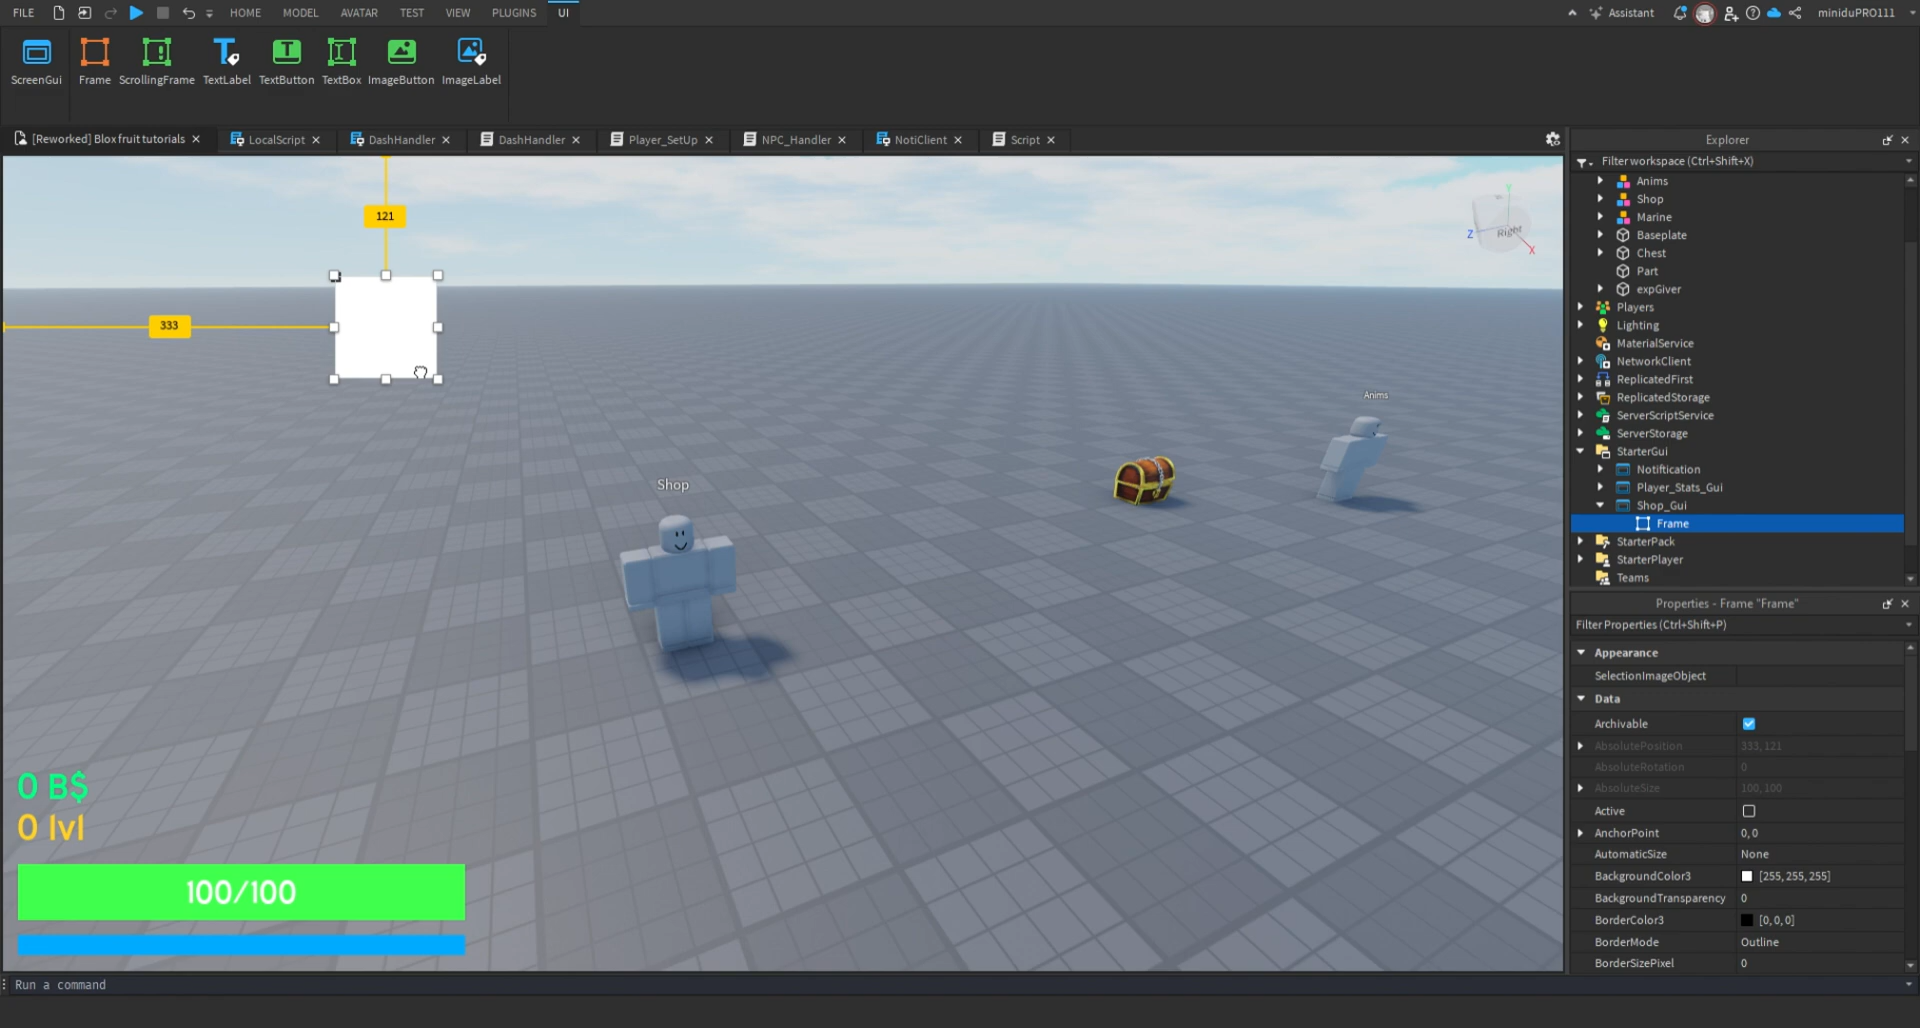 FILE HOME MODEL AVATAR TEST VIEW PLUGINS UI Assistant miniduPRO111
ScreenGui Frame ScrollingFrame TextLabel TextButton TextBox ImageButton ImageLabel
[Reworked] Blox fruit tutorials LocalScript DashHandler DashHandler Player_SetUp NPC_Handler NotiClient Script
Explorer
Filter workspace (Ctrl+Shift+X)
Anims
Shop
Marine
Baseplate
Chest
Part
expGiver
Players
Lighting
MaterialService
NetworkClient
ReplicatedFirst
ReplicatedStorage
ServerScriptService
ServerStorage
StarterGui
Notiftication
Player_Stats_Gui
Shop_Gui
Frame
StarterPack
StarterPlayer
Teams
121
333
Y
Z
Right
X
Anims
Shop
0 B$
0 lvl
100/100
Properties - Frame "Frame"
Filter Properties (Ctrl+Shift+P)
Appearance
SelectionImageObject
Data
Archivable
AbsolutePosition 333, 121
AbsoluteRotation 0
AbsoluteSize 100, 100
Active
AnchorPoint 0, 0
AutomaticSize None
BackgroundColor3 [255, 255, 255]
BackgroundTransparency 0
BorderColor3 [0, 0, 0]
BorderMode Outline
BorderSizePixel 0
Run a command